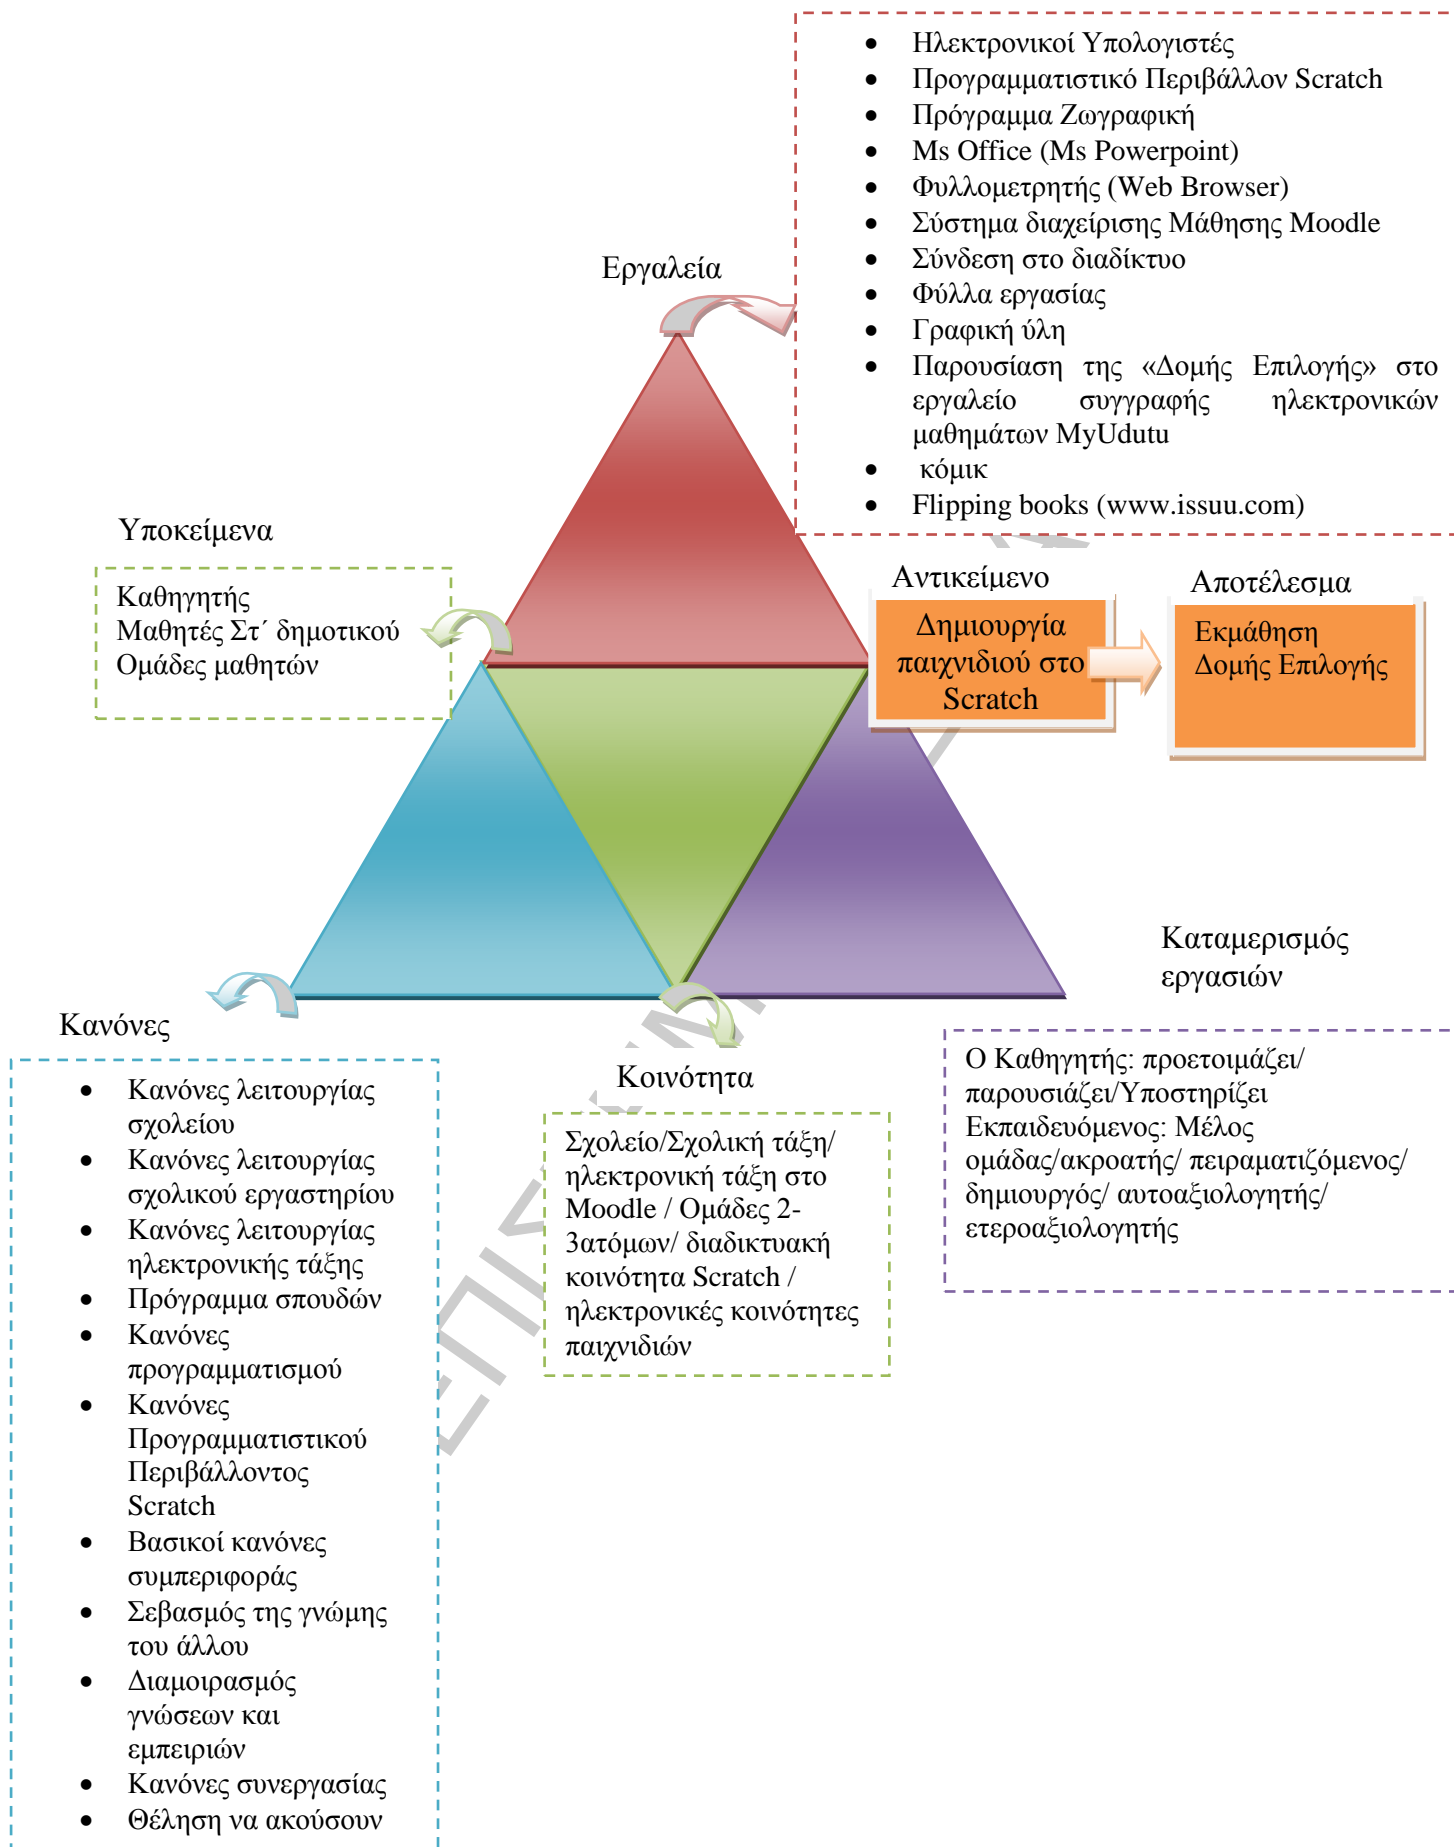 • Ηλεκτρονικοί Υπολογιστές
• Προγραμματιστικό Περιβάλλον Scratch
• Πρόγραμμα Ζωγραφική
• Ms Office (Ms Powerpoint)
• Φυλλομετρητής (Web Browser)
• Σύστημα διαχείρισης Μάθησης Moodle
• Σύνδεση στο διαδίκτυο
• Φύλλα εργασίας
• Γραφική ύλη
• Παρουσίαση της «Δομής Επιλογής» στο
εργαλείο συγγραφής ηλεκτρονικών
μαθημάτων MyUdutu
• κόμικ
• Flipping books (www.issuu.com)
Εργαλεία
Υποκείμενα
Καθηγητής
Μαθητές Στ΄ δημοτικού
Ομάδες μαθητών
Αντικείμενο
Δημιουργία
παιχνιδιού στο
Scratch
Αποτέλεσμα
Εκμάθηση
Δομής Επιλογής
Καταμερισμός
εργασιών
Ο Καθηγητής: προετοιμάζει/
παρουσιάζει/Υποστηρίζει
Εκπαιδευόμενος: Μέλος
ομάδας/ακροατής/ πειραματιζόμενος/
δημιουργός/ αυτοαξιολογητής/
ετεροαξιολογητής
Κοινότητα
Σχολείο/Σχολική τάξη/
ηλεκτρονική τάξη στο
Moodle / Ομάδες 2-
3ατόμων/ διαδικτυακή
κοινότητα Scratch /
ηλεκτρονικές κοινότητες
παιχνιδιών
Κανόνες
• Κανόνες λειτουργίας
σχολείου
• Κανόνες λειτουργίας
σχολικού εργαστηρίου
• Κανόνες λειτουργίας
ηλεκτρονικής τάξης
• Πρόγραμμα σπουδών
• Κανόνες
προγραμματισμού
• Κανόνες
Προγραμματιστικού
Περιβάλλοντος
Scratch
• Βασικοί κανόνες
συμπεριφοράς
• Σεβασμός της γνώμης
του άλλου
• Διαμοιρασμός
γνώσεων και
εμπειριών
• Κανόνες συνεργασίας
• Θέληση να ακούσουν